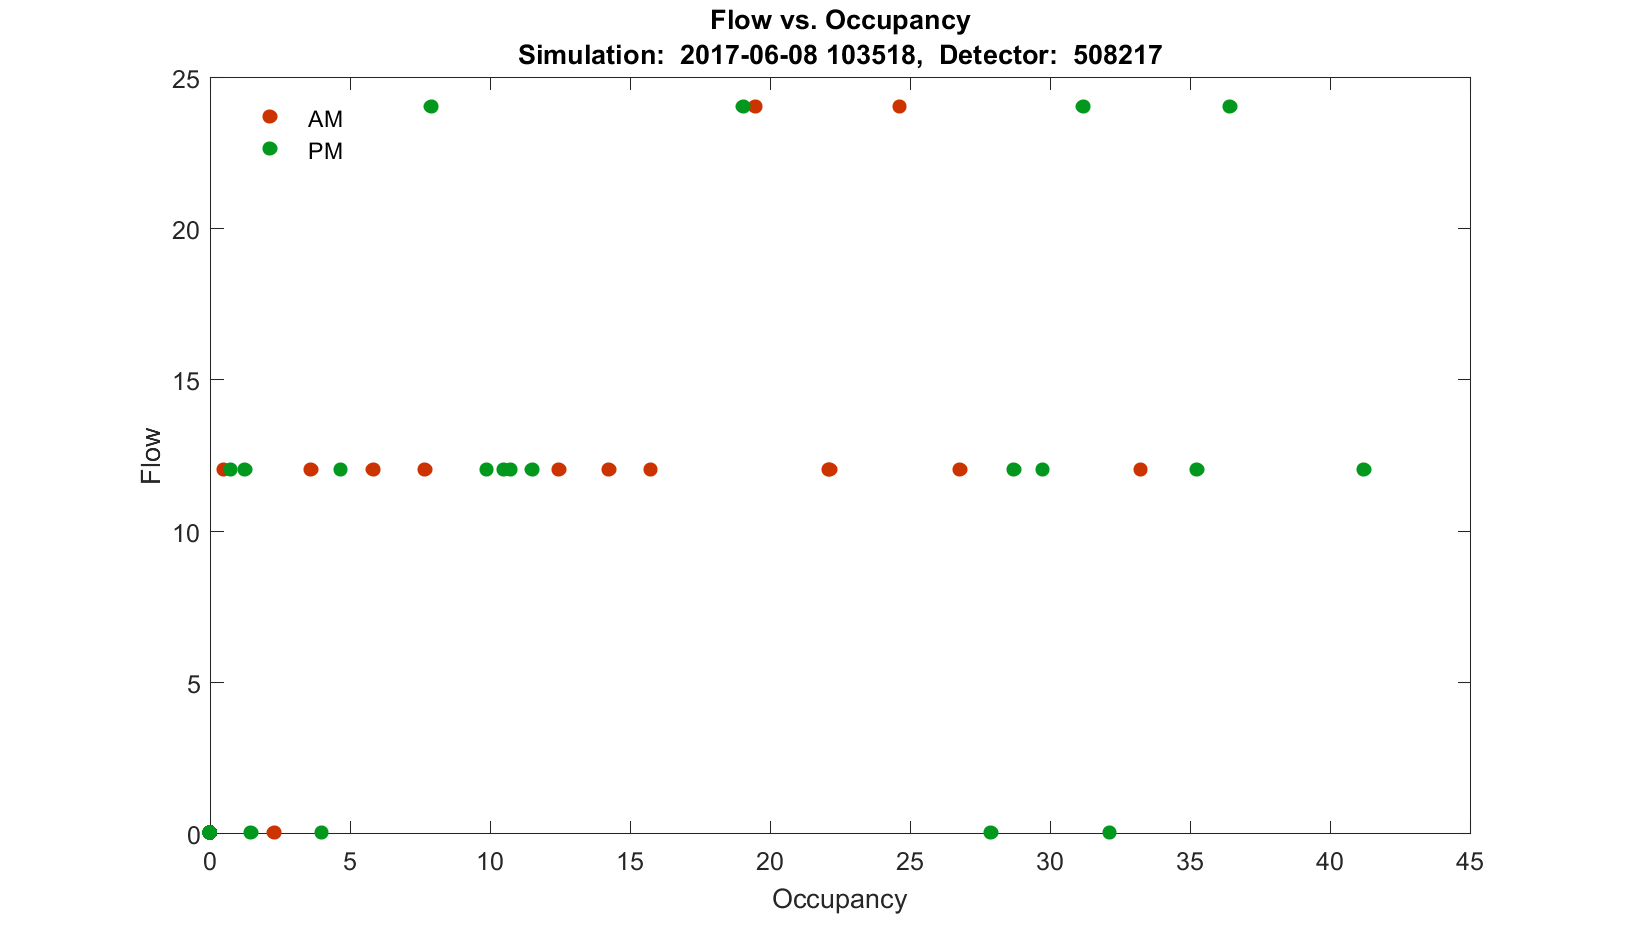 Flow vs. Occupancy
Simulation:  2017-06-08 103518,  Detector:  508217
25
AM
PM
20
15
Flow
10
5
0
0 5 10 15 20 25 30 35 40 45
Occupancy